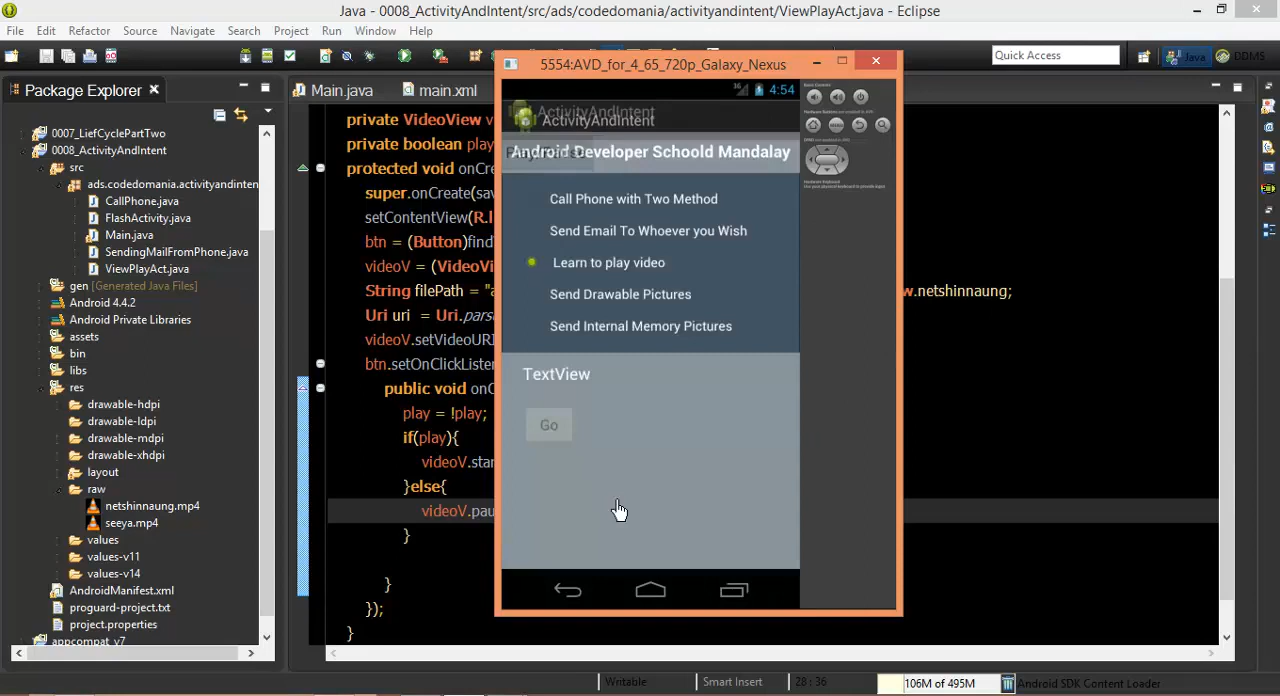 Java - 0008_ActivityAndIntent/src/ads/codedomania/activityandintent/ViewPlayAct.java - Eclipse
File Edit Refactor Source Navigate Search Project Run Window Help
Quick Access
Java
DDMS
Package Explorer
0007_LiefCyclePartTwo
0008_ActivityAndIntent
src
ads.codedomania.activityandinten
CallPhone.java
FlashActivity.java
Main.java
SendingMailFromPhone.java
ViewPlayAct.java
gen [Generated Java Files]
Android 4.4.2
Android Private Libraries
assets
bin
libs
res
drawable-hdpi
drawable-ldpi
drawable-mdpi
drawable-xhdpi
layout
raw
netshinnaung.mp4
seeya.mp4
values
values-v11
values-v14
AndroidManifest.xml
proguard-project.txt
project.properties
appcompat_v7
Main.java
main.xml
private VideoView v
private boolean play
protected void onCre
super.onCreate(sav
setContentView(R.l
btn = (Button)find
videoV = (VideoVi
String filePath = "a
w.netshinnaung;
Uri uri = Uri.pars
videoV.setVideoURI
btn.setOnClickListen
public void onC
play = !play;
if(play){
videoV.star
}else{
videoV.pau
}
}
});
}
5554:AVD_for_4_65_720p_Galaxy_Nexus
3G
4:54
ActivityAndIntent
ActivityAndIntent
Android Developer Schoold Mandalay
Call Phone with Two Method
Send Email To Whoever you Wish
Learn to play video
Send Drawable Pictures
Send Internal Memory Pictures
TextView
Go
MENU
Writable
Smart Insert
28 : 36
106M of 495M
Android SDK Content Loader